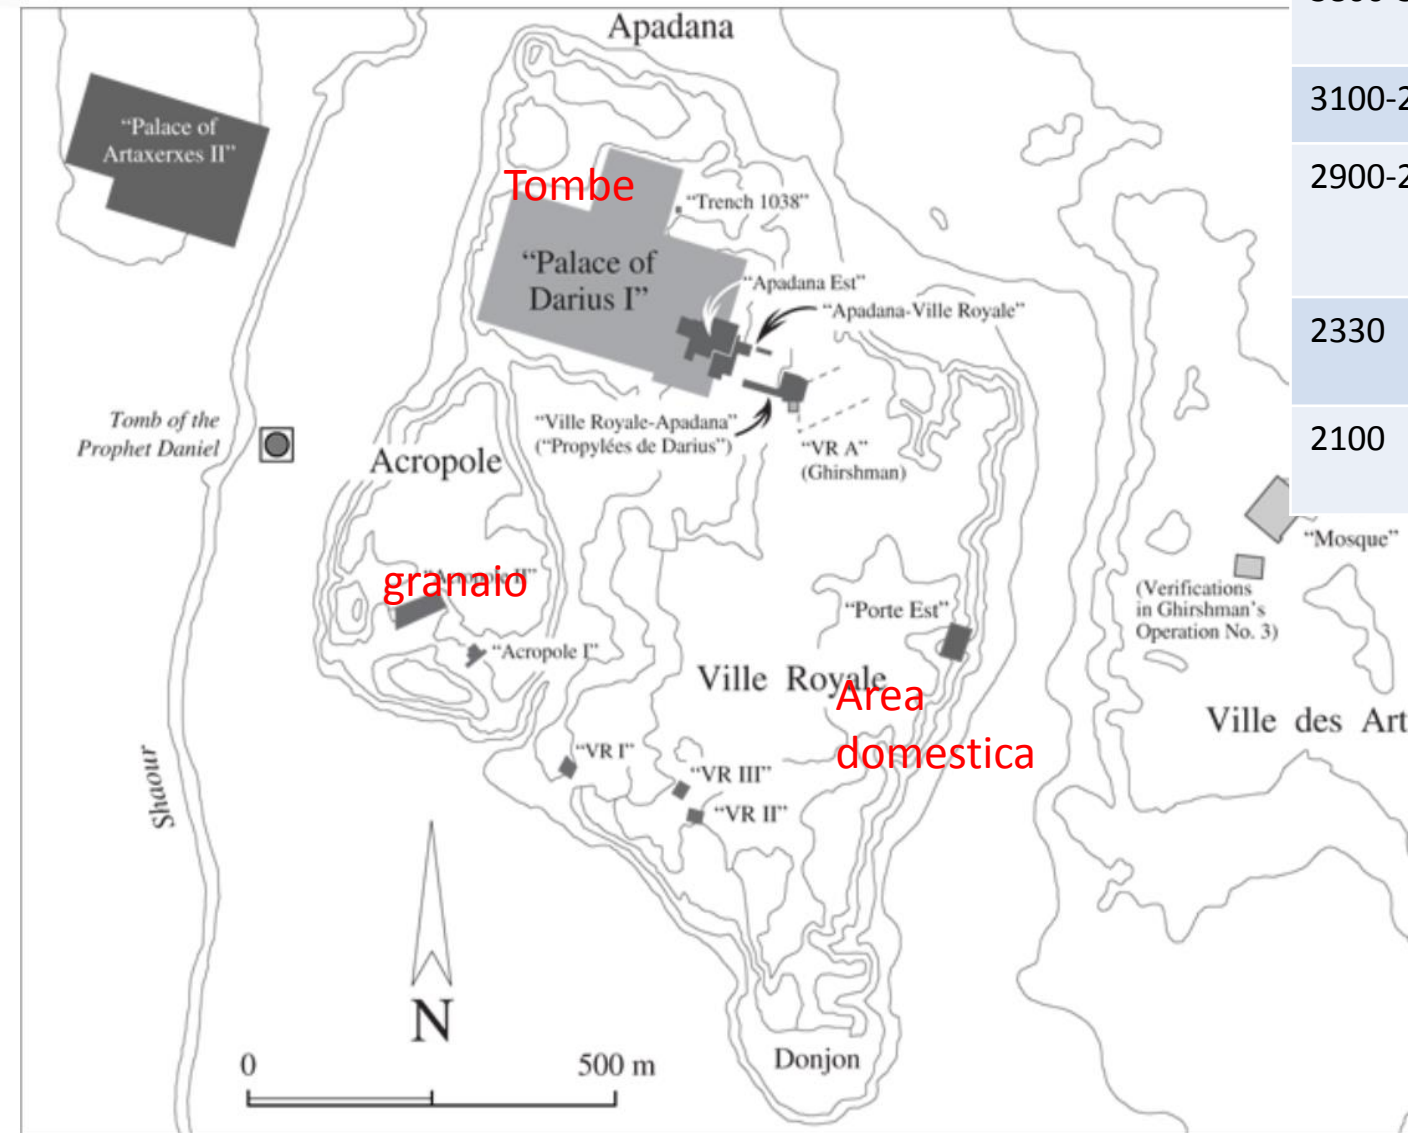 Apadana
“Palace of
Artaxerxes II”
Tombe
“Trench 1038”
“Palace of
Darius I”
“Apadana Est”
“Apadana-Ville Royale”
Tomb of the
Prophet Daniel
Acropole
“Ville Royale-Apadana”
(“Propylées de Darius”)
“VR A”
(Ghirshman)
granaio
“Acropole II”
“Acropole I”
“Porte Est”
Ville Royale
Area
domestica
“VR I”
“VR III”
“VR II”
Shaour
N
0 500 m
Donjon
3100-2
2900-2
2330
2100
“Mosque”
(Verifications
in Ghirshman’s
Operation No. 3)
Ville des Art